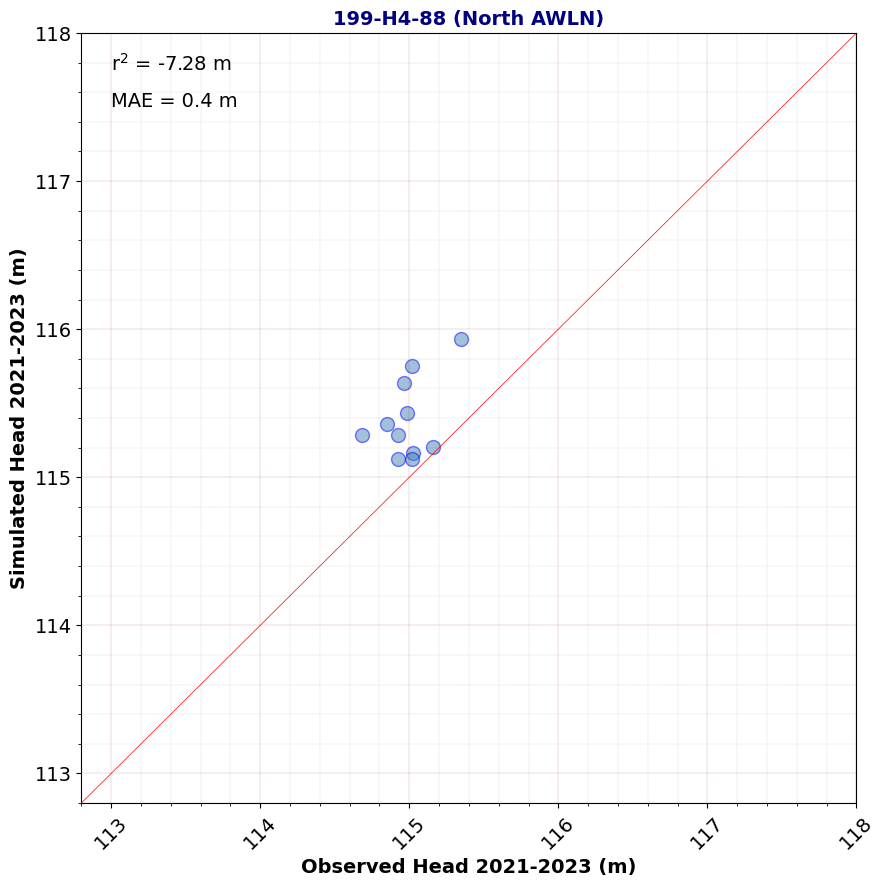 199-H4-88 (North AWLN)
r² = -7.28 m
MAE = 0.4 m
118
117
116
115
114
113
Simulated Head 2021-2023 (m)
113 114 115 116 117 118
Observed Head 2021-2023 (m)